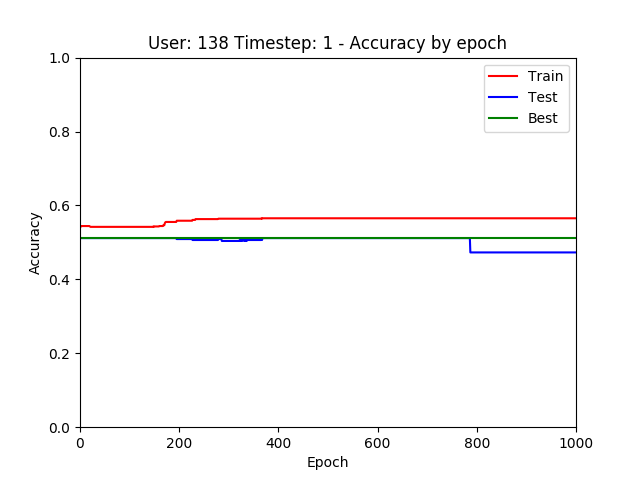 User: 138 Timestep: 1 - Accuracy by epoch
1.0
0.8
0.6
0.4
0.2
0.0
Accuracy
Train
Test
Best
0 200 400 600 800 1000
Epoch